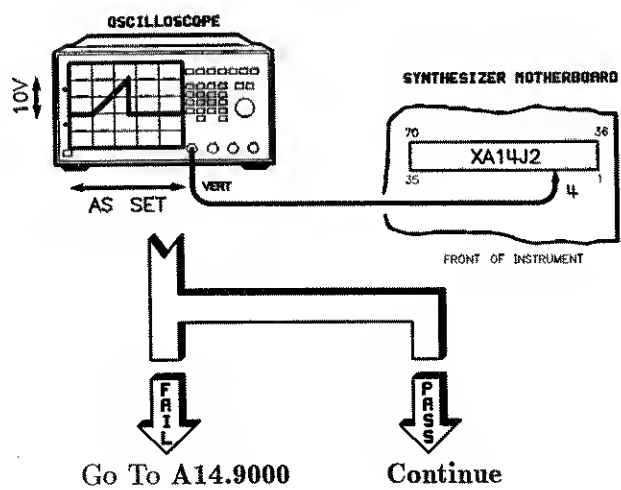 OSCILLOSCOPE
10V
AS SET
VERT
SYNTHESIZER MOTHERBOARD
70 36
XA14J2
35 1
4
FRONT OF INSTRUMENT
FAIL
PASS
Go To A14.9000
Continue